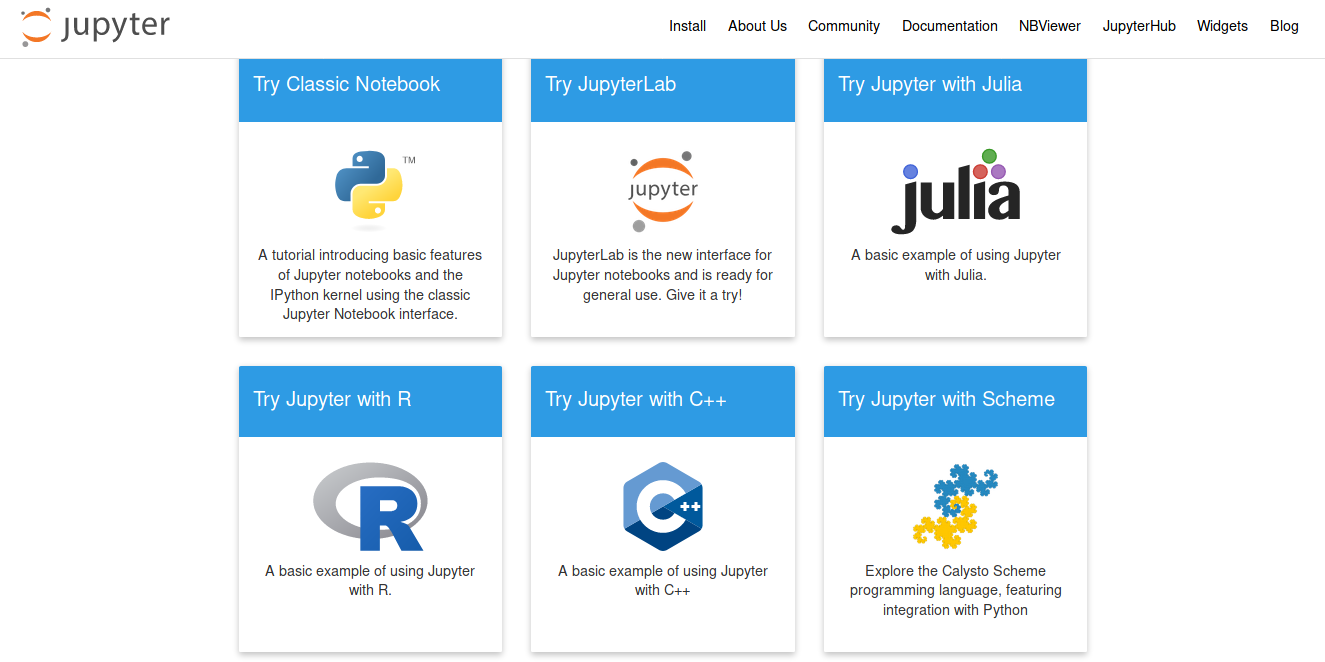 jupyter
Install About Us Community Documentation NBViewer JupyterHub Widgets Blog
Try Classic Notebook
TM
A tutorial introducing basic features
of Jupyter notebooks and the
IPython kernel using the classic
Jupyter Notebook interface.
Try JupyterLab
jupyter
JupyterLab is the new interface for
Jupyter notebooks and is ready for
general use. Give it a try!
Try Jupyter with Julia
julia
A basic example of using Jupyter
with Julia.
Try Jupyter with R
R
A basic example of using Jupyter
with R.
Try Jupyter with C++
C++
A basic example of using Jupyter
with C++
Try Jupyter with Scheme
Explore the Calysto Scheme
programming language, featuring
integration with Python